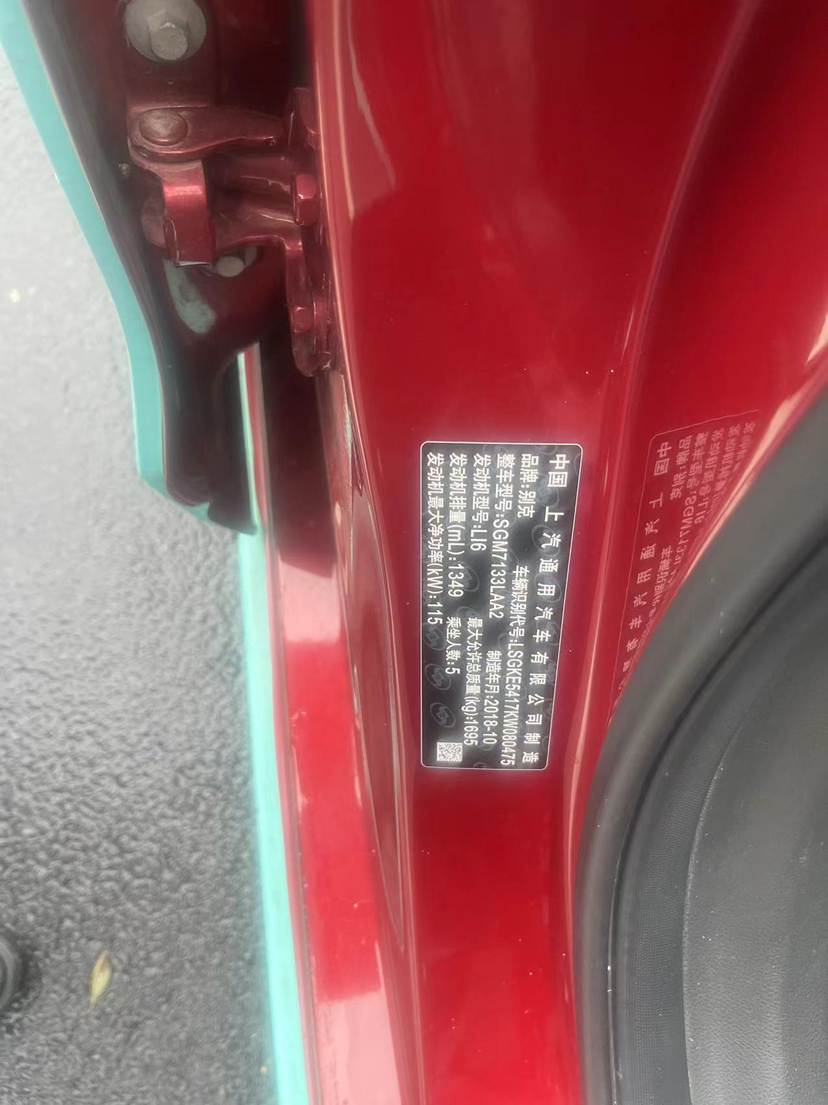 中国 上汽通用汽车有限公司制造
品牌:别克 车辆识别代号:LSGKE5417KW080475
整车型号:SGM7133LAA2 制造年月:2018-10
发动机型号:LI6 最大允许总质量(kg):1695
发动机排量(mL):1349 乘坐人数:5
发动机最大净功率(kW):115